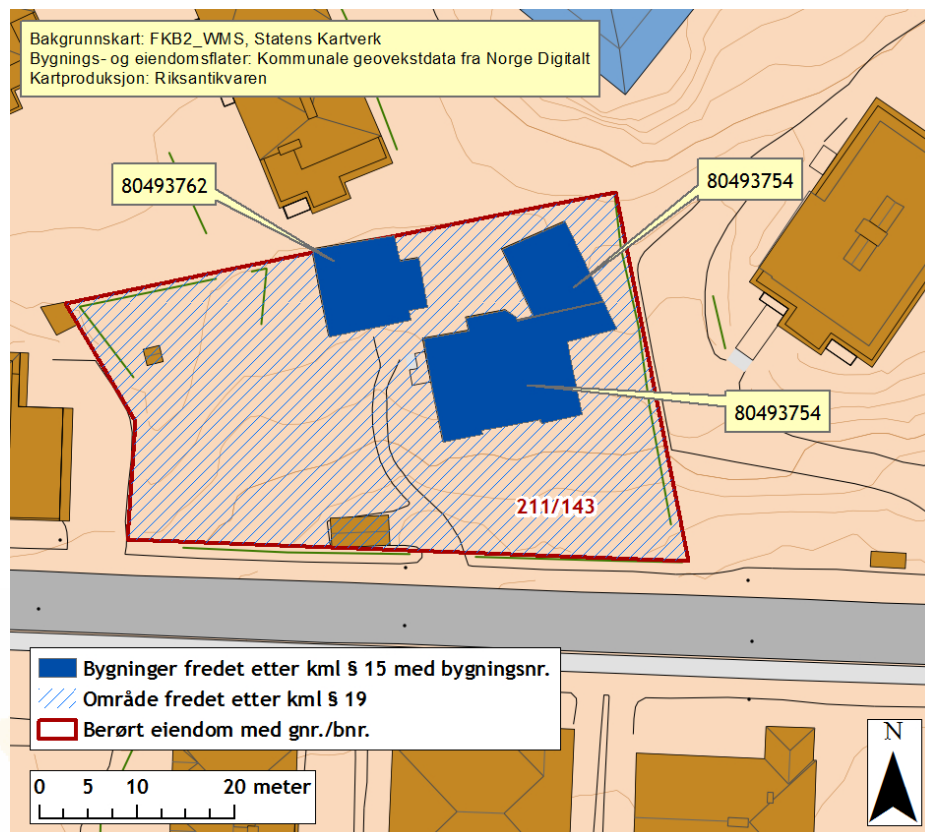 Bakgrunnskart: FKB2_WMS, Statens Kartverk
Bygnings- og eiendomsflater: Kommunale geovekstdata fra Norge Digitalt
Kartproduksjon: Riksantikvaren
80493762
80493754
80493754
211/143
Bygninger fredet etter kml § 15 med bygningsnr.
Område fredet etter kml § 19
Berørt eiendom med gnr./bnr.
N
0 5 10 20 meter